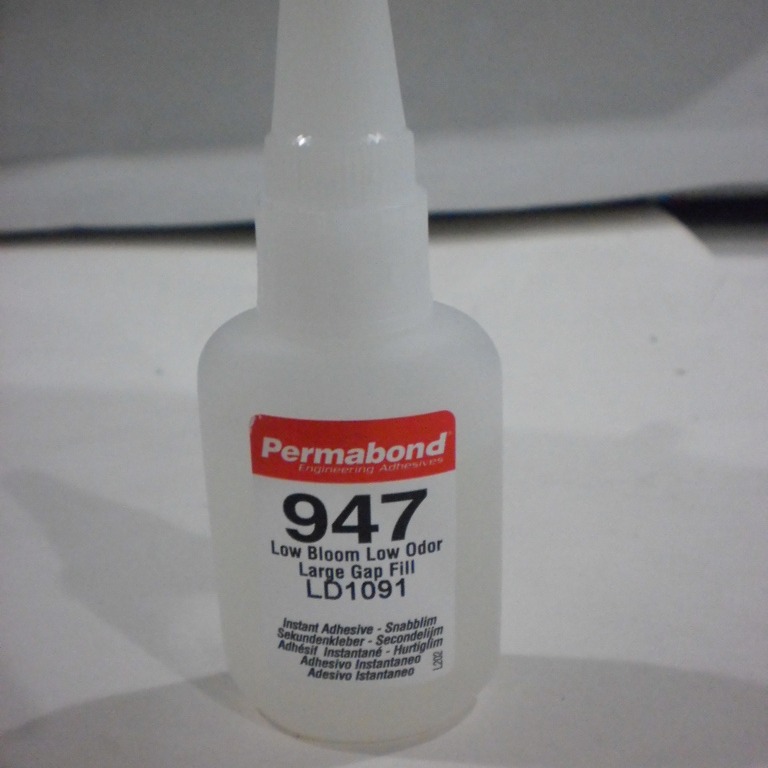 Permabond
Engineering Adhesives
947
Low Bloom Low Odor
Large Gap Fill
LD1091
Instant Adhesive - Snabblim
Sekundenkleber - Secondelijm
Adhésif Instantané - Hurtiglim
Adhesivo Instantaneo
Adesivo Istantaneo
L202